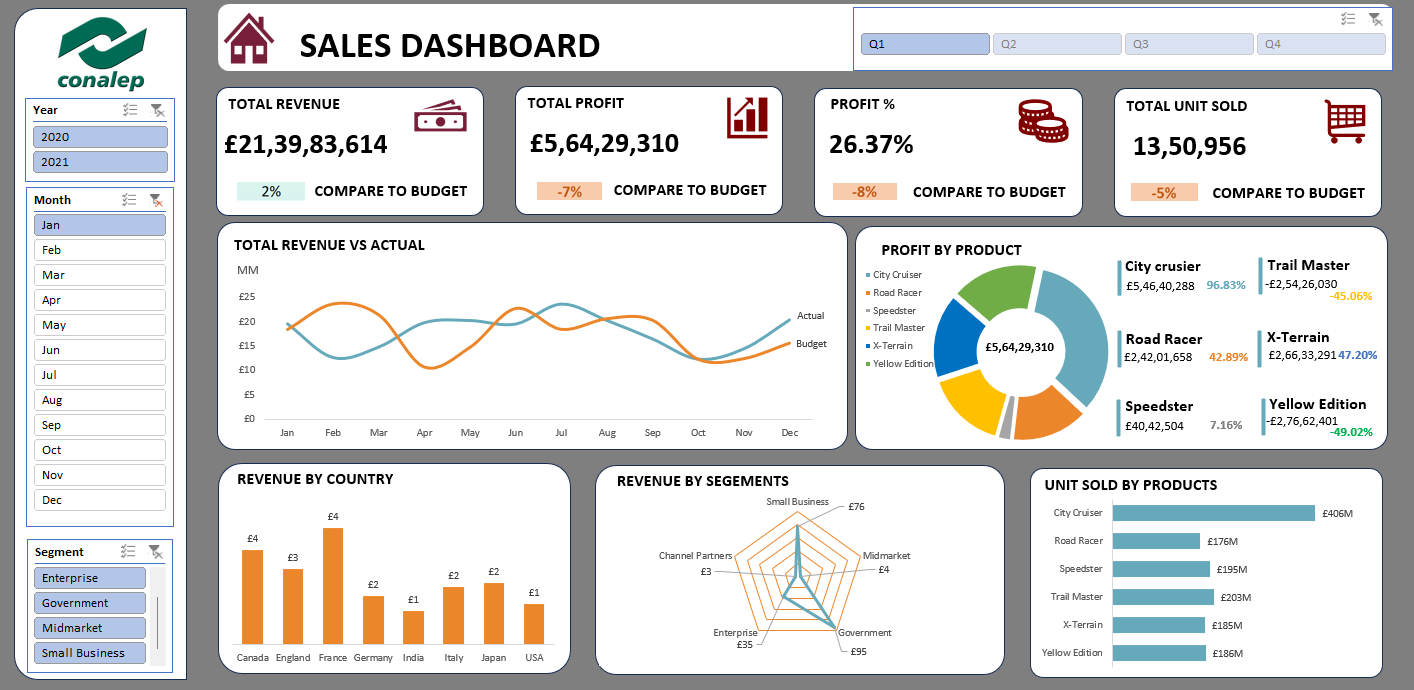 conalep
SALES DASHBOARD
Q1 Q2 Q3 Q4
Year
2020
2021
Month
Jan
Feb
Mar
Apr
May
Jun
Jul
Aug
Sep
Oct
Nov
Dec
Segment
Enterprise
Government
Midmarket
Small Business
TOTAL REVENUE
£21,39,83,614
2% COMPARE TO BUDGET
TOTAL PROFIT
£5,64,29,310
-7% COMPARE TO BUDGET
PROFIT %
26.37%
-8% COMPARE TO BUDGET
TOTAL UNIT SOLD
13,50,956
-5% COMPARE TO BUDGET
TOTAL REVENUE VS ACTUAL
MM
£25
£20
£15
£10
£5
£0
Jan Feb Mar Apr May Jun Jul Aug Sep Oct Nov Dec
Actual
Budget
PROFIT BY PRODUCT
City Cruiser
Road Racer
Speedster
Trail Master
X-Terrain
Yellow Edition
£5,64,29,310
City crusier
£5,46,40,288 96.83%
Trail Master
-£2,54,26,030
-45.06%
Road Racer
£2,42,01,658 42.89%
X-Terrain
£2,66,33,291 47.20%
Speedster
£40,42,504 7.16%
Yellow Edition
-£2,76,62,401
-49.02%
REVENUE BY COUNTRY
£4 £3 £4 £2 £1 £2 £2 £1
Canada England France Germany India Italy Japan USA
REVENUE BY SEGEMENTS
Small Business
£76
Midmarket
£4
Government
£95
Enterprise
£35
Channel Partners
£3
UNIT SOLD BY PRODUCTS
City Cruiser £406M
Road Racer £176M
Speedster £195M
Trail Master £203M
X-Terrain £185M
Yellow Edition £186M